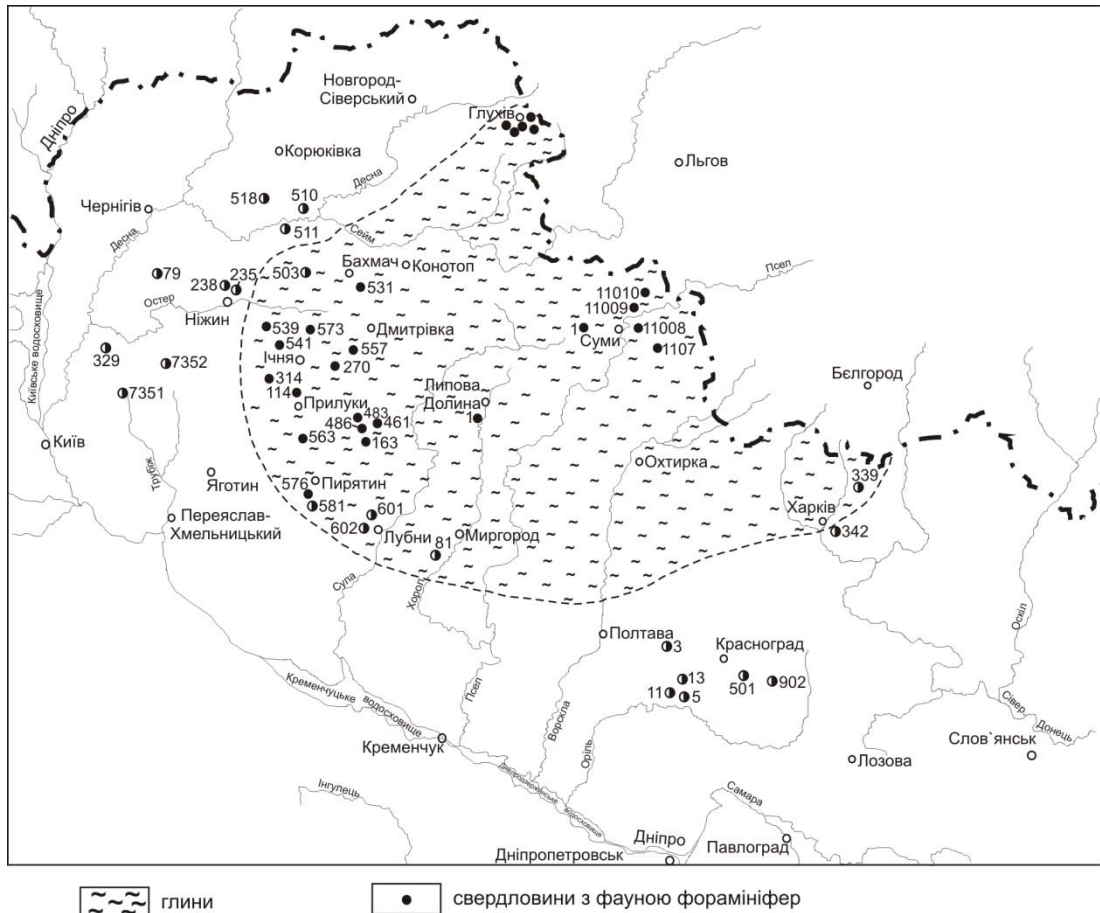 Новгород-
Сіверський
Глухів
Дніпро
Корюківка
Льгов
Десна
518
510
Чернігів
511
Сейм
Десна
Бахмач
Конотоп
Псел
79
238
235
503
531
11010
11009
Остер
Ніжин
539
573
Дмитрівка
1
Суми
11008
541
557
1107
Ічня
270
329
7352
314
Липова
Долина
Бєлгород
7351
114
Прилуки
483
486
461
1
Київське водосховище
563
163
Київ
Охтирка
Трубіж
Яготин
576
Пирятин
339
581
601
Харків
Переяслав-
Хмельницький
602
Лубни
Миргород
342
81
Сула
Хорол
Оскіл
Полтава
3
Красноград
13
11
5
501
902
Кременчуцьке водосховище
Псел
Ворскла
Оріль
Сівер. Донець
Кременчук
Слов`янськ
Лозова
Інгулець
Дніпродзержинське водосховище
Самара
Дніпро
Павлоград
Дніпропетровськ
глини
свердловини з фауною форамініфер